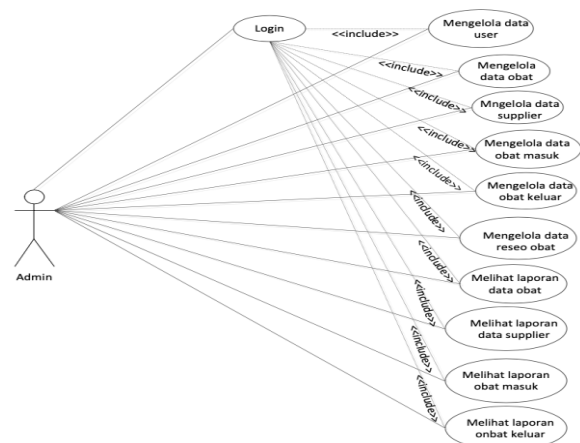 Login
<<include>>
Mengelola data
user
<<include>>
Mengelola
data obat
<<include>>
Mngelola data
supplier
<<include>>
Mengelola data
obat masuk
<<include>>
Mengelola data
obat keluar
<<include>>
Mengelola data
reseo obat
<<include>>
Melihat laporan
data obat
<<include>>
Melihat laporan
data supplier
<<include>>
Melihat laporan
obat masuk
<<include>>
Melihat laporan
onbat keluar
Admin